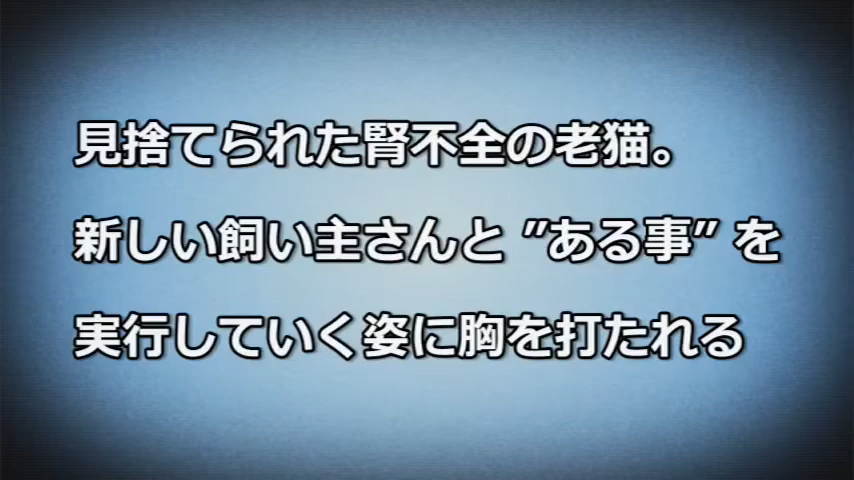 見捨てられた腎不全の老猫。
新しい飼い主さんと ”ある事” を
実行していく姿に胸を打たれる